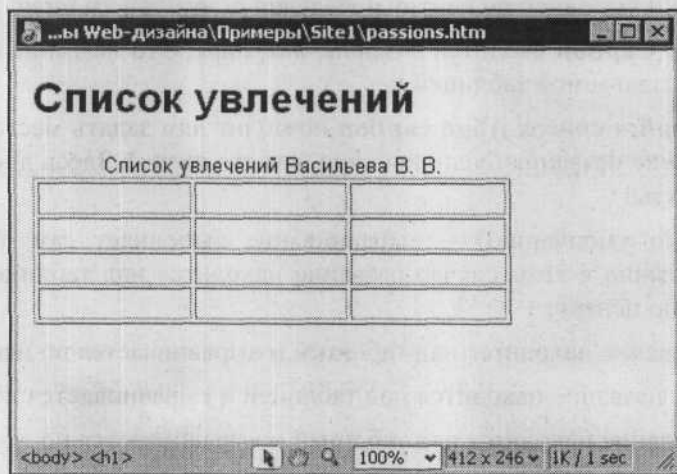 ...ы Web-дизайна\Примеры\Site1\passions.htm
Список увлечений
Список увлечений Васильева В. В.
<body> <h1>
100%
412 x 246
1K / 1 sec